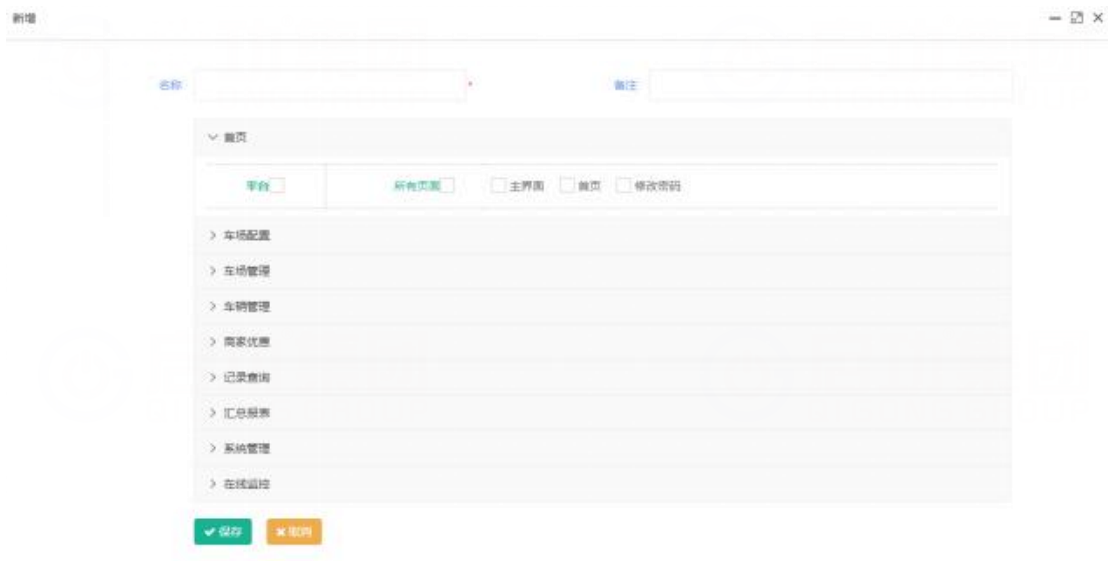 新增
名称 * 备注
首页
平台 所有页面 主界面 首页 修改密码
车场配置
车场管理
车辆管理
商家优惠
记录查询
汇总报表
系统管理
在线监控
保存 取消